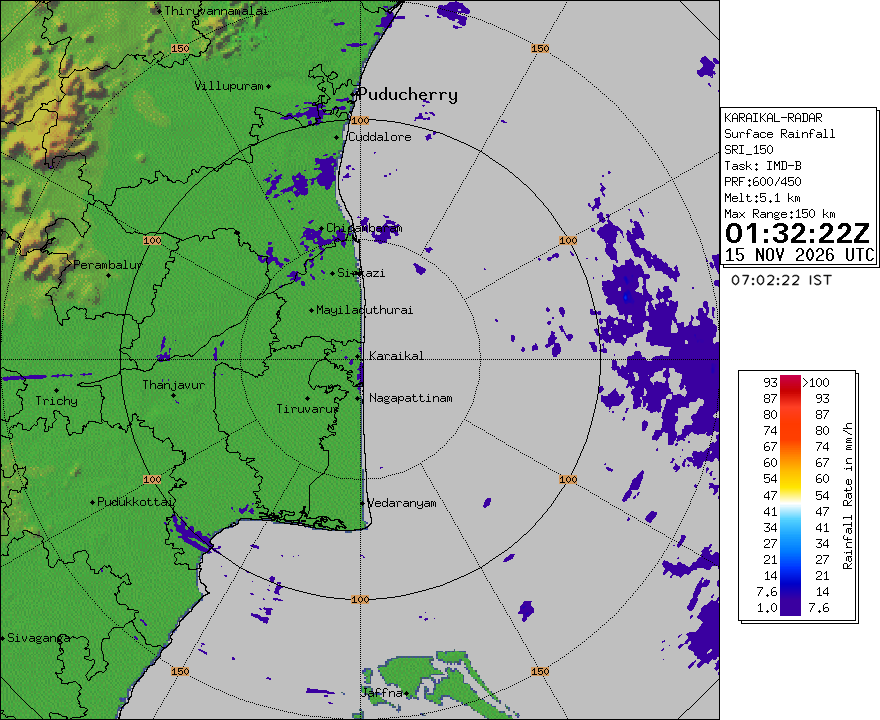 Thiruvannamalai
150
150
Villupuram
Puducherry
100
Cuddalore
Chidambaram
100
100
Perambalur
Sirkazi
Mayiladuthurai
Karaikal
Thanjavur
Trichy
Tiruvarur
Nagapattinam
100
100
Pudukkottai
Vedaranyam
100
Sivaganga
150
150
Jaffna
KARAIKAL-RADAR
Surface Rainfall
SRI_150
Task: IMD-B
PRF:600/450
Melt:5.1 km
Max Range:150 km
01:32:22Z
15 NOV 2026 UTC
07:02:22 IST
93 >100
87 93
80 87
74 80
67 74
60 67
54 60
47 54
41 47
34 41
27 34
21 27
14 21
7.6 14
1.0 7.6
Rainfall Rate in mm/h